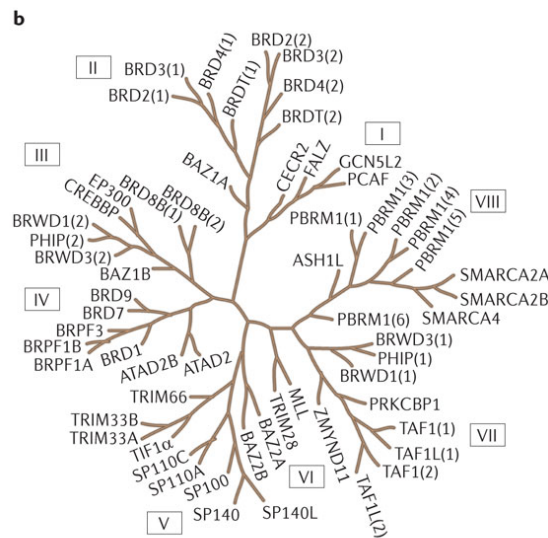 b
II
BRD3(1)
BRD2(1)
BRD4(1)
BRDT(1)
BRD2(2)
BRD3(2)
BRD4(2)
BRDT(2)
BAZ1A
I
CECR2
FALZ
GCN5L2
PCAF
VIII
PBRM1(1)
PBRM1(3)
PBRM1(2)
PBRM1(4)
PBRM1(5)
ASH1L
SMARCA2A
SMARCA2B
SMARCA4
PBRM1(6)
BRWD3(1)
PHIP(1)
BRWD1(1)
PRKCBP1
VII
TAF1(1)
TAF1L(1)
TAF1(2)
TAF1L(2)
ZMYND11
VI
MLL
TRIM28
BAZ2A
BAZ2B
SP140L
SP140
V
SP100
SP110A
SP110C
TIF1α
TRIM33A
TRIM33B
TRIM66
ATAD2
ATAD2B
IV
BRD1
BRPF1A
BRPF1B
BRPF3
BRD7
BRD9
III
BAZ1B
BRWD3(2)
PHIP(2)
BRWD1(2)
CREBBP
EP300
BRD8B(1)
BRD8B(2)